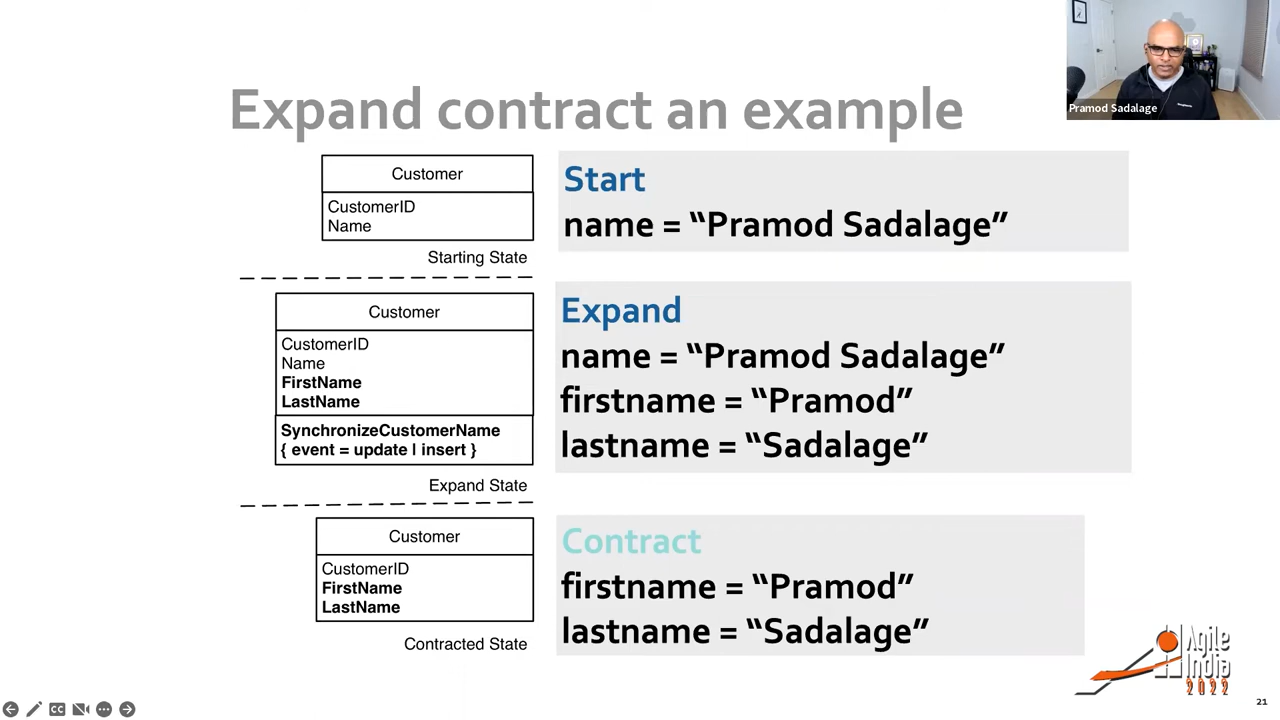 Pramod Sadalage
Expand contract an example
Customer
CustomerID
Name
Starting State
Start
name = “Pramod Sadalage”
Customer
CustomerID
Name
FirstName
LastName
SynchronizeCustomerName
{ event = update | insert }
Expand State
Expand
name = “Pramod Sadalage”
firstname = “Pramod”
lastname = “Sadalage”
Customer
CustomerID
FirstName
LastName
Contracted State
Contract
firstname = “Pramod”
lastname = “Sadalage”
Agile
India
2022
CC
21